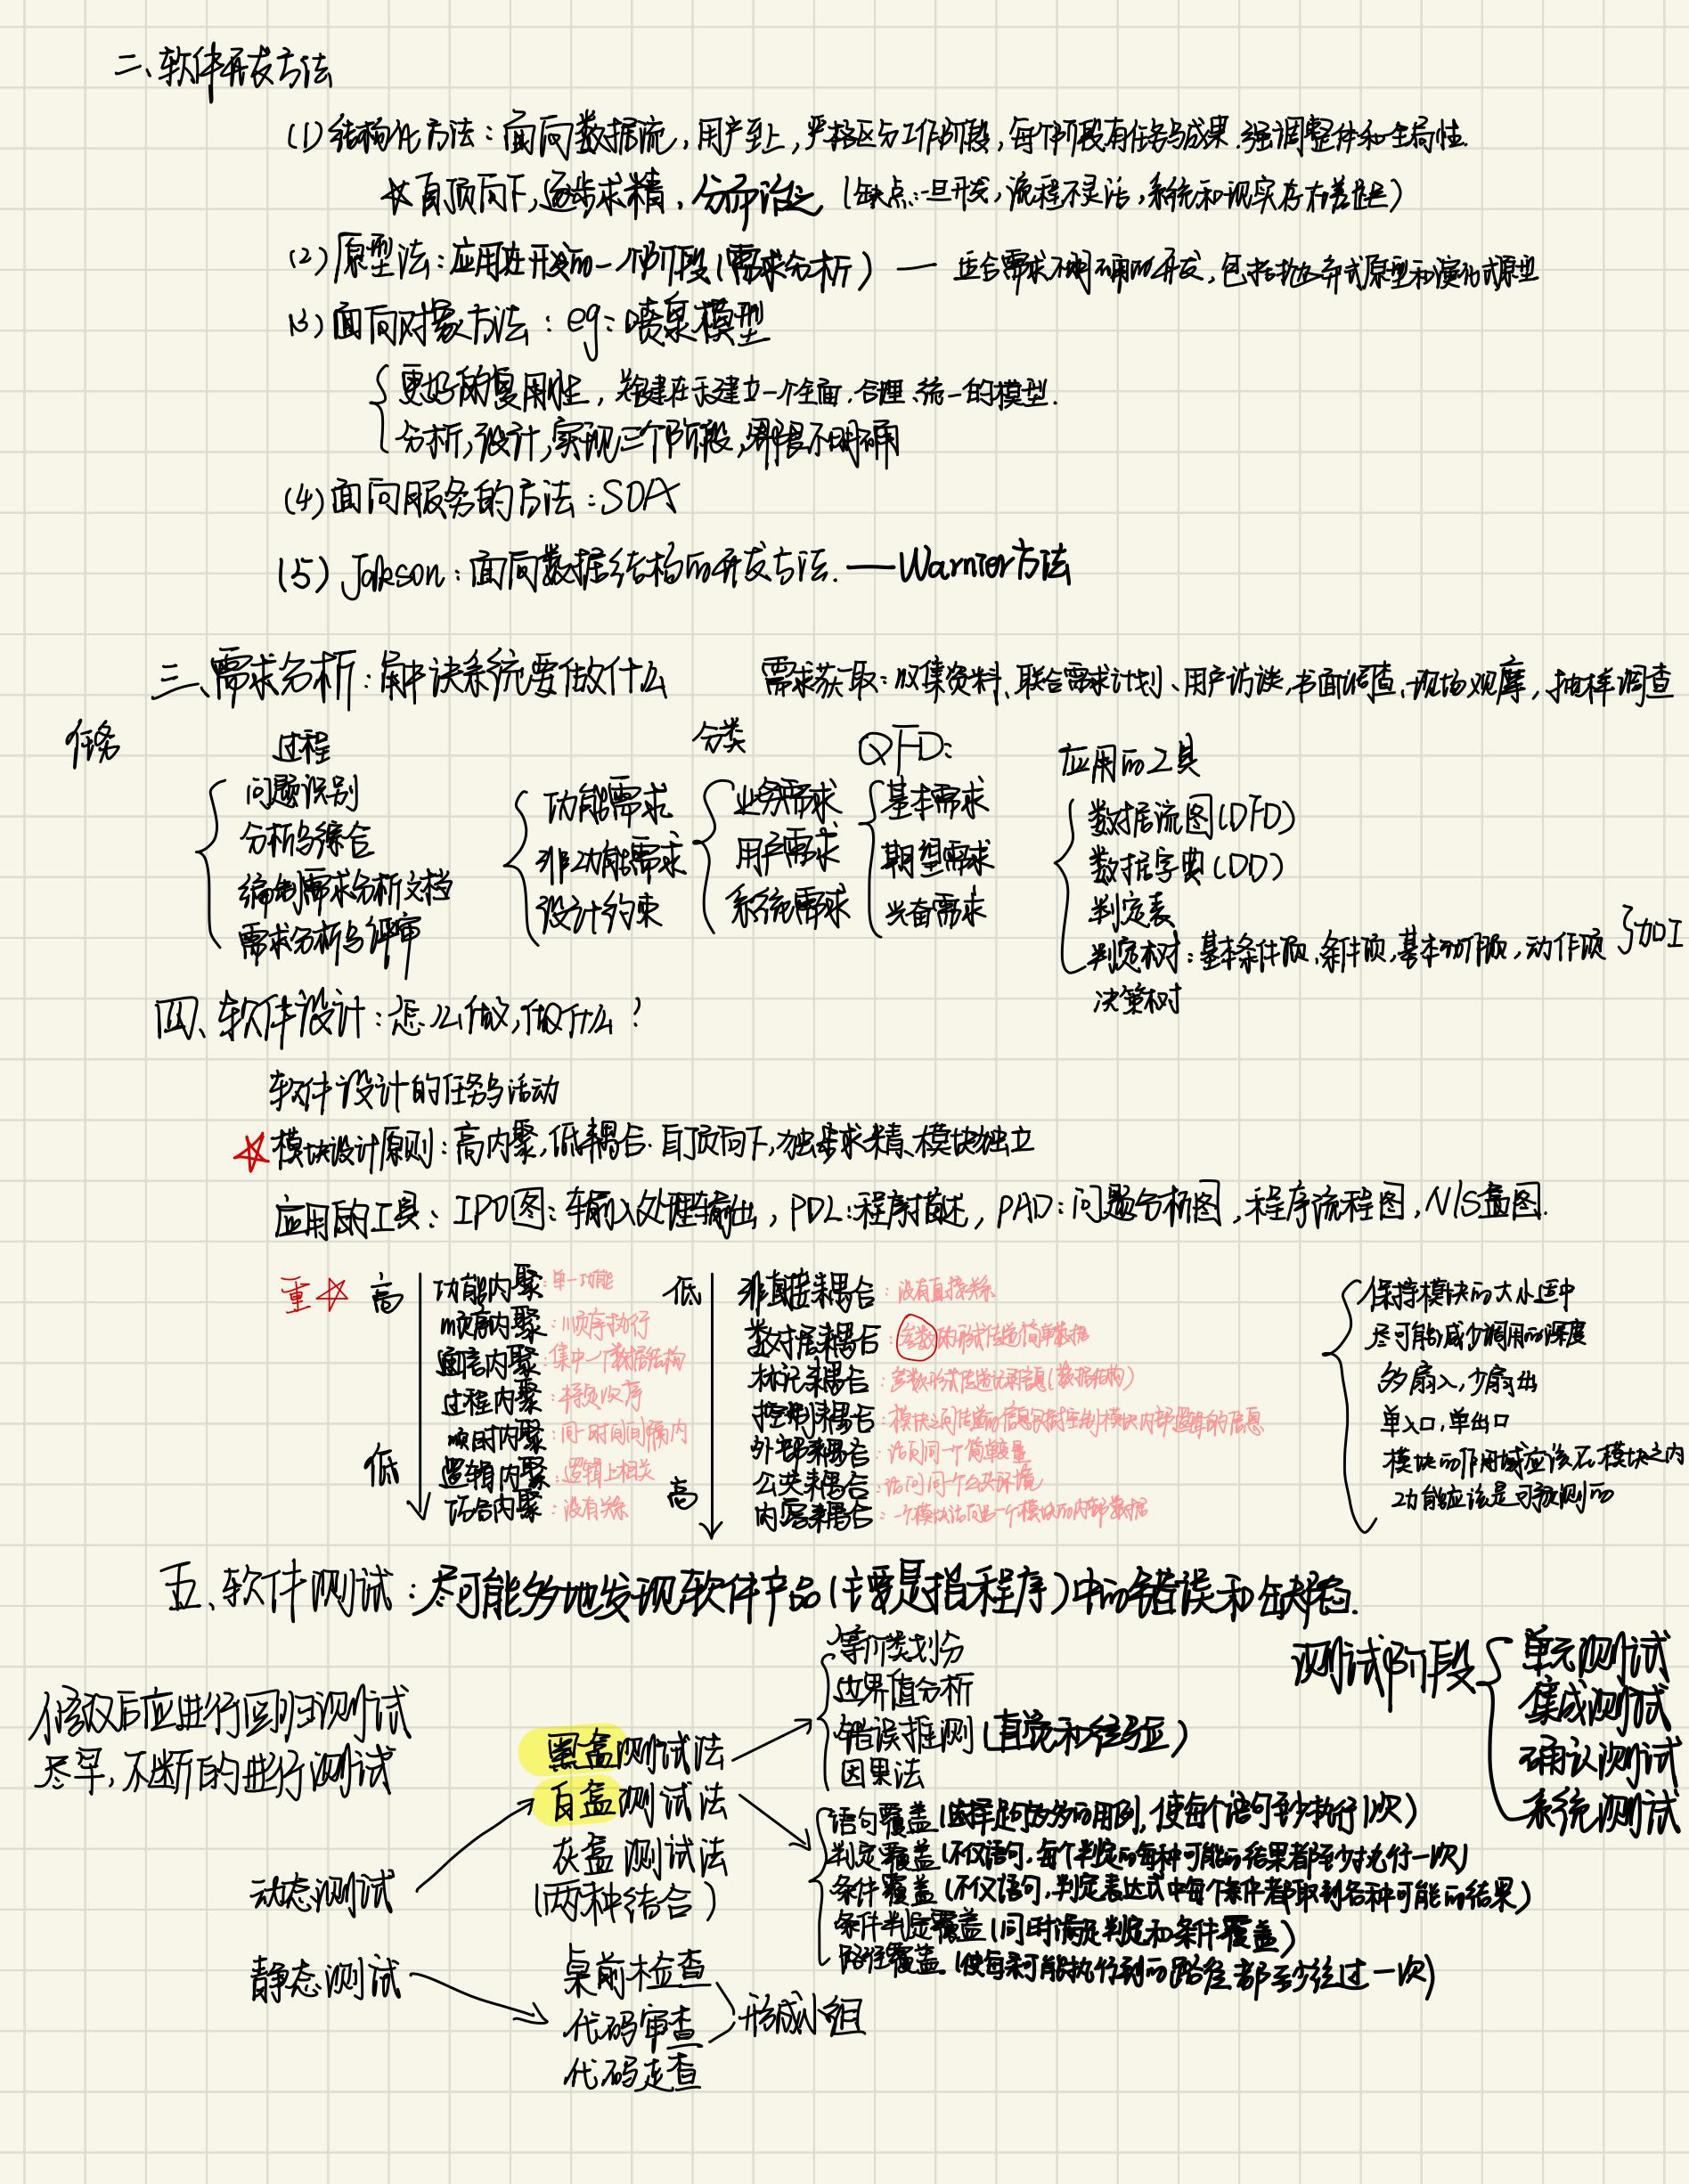 二、软件开发方法
(1)结构化方法：面向数据流，用户至上，严格区分工作阶段，每个阶段有任务与成果.强调整体和全局性.
☆自顶向下,逐步求精.分而治之(缺点:一旦开发,流程不灵活,系统和现实存在差距)
(2)原型法:应用在开发的一个阶段(需求分析)——适合需求不明确的开发,包括抛弃式原型和演化式原型
(3)面向对象方法:eg:喷泉模型
更好的复用性,关键在于建立一个全面.合理.统一的模型.
分析,设计,实现三个阶段,界限不明确
(4)面向服务的方法:SOA
(5)Jakson:面向数据结构的开发方法.——Warnier方法
三、需求分析:解决系统要做什么 需求获取:收集资料、联合需求计划、用户访谈,书面调查、现场观摩,抽样调查
任务 过程 分类 QFD: 应用的工具
问题识别
分析与综合
编制需求分析文档
需求分析与评审
功能需求
非功能需求
设计约束
业务需求
用户需求
系统需求
基本需求
期望需求
兴奋需求
数据流图(DFD)
数据字典(DD)
判定表
判定树:基本条件项、条件项,基本动作项,动作项 }加工
决策树
四、软件设计:怎么做,做什么?
软件设计的任务与活动
☆模块设计原则:高内聚,低耦合.自顶向下,独步求精、模块独立
应用的工具:IPO图:输入处理输出,PDL:程序描述,PAD:问题分析图,程序流程图,N/S盒图.
重☆ 高
功能内聚:单一功能
顺序内聚:顺序执行
通信内聚:集中一个数据结构
过程内聚:特殊次序
瞬时内聚:同一时间间隔内
逻辑内聚:逻辑上相关
低
巧合内聚:没有关系
低
非直接耦合:没有直接关系
数据耦合:参数的形式传递简单数据
标记耦合:参数形式传递记录信息(数据结构)
控制耦合:模块之间传递的信息包含控制模块内部逻辑的信息
外部耦合:访问同一个简单变量
公共耦合:访问同一个公共环境
高
内容耦合:一个模块访问另一个模块的内部数据
保持模块的大小适中
尽可能减少调用的深度
多扇入,少扇出
单入口,单出口
模块的作用域应该在模块之内
功能应该是可预测的
五、软件测试:尽可能多地发现软件产品(主要是指程序)中的错误和缺陷.
修改后应进行回归测试
尽早,不断的进行测试
动态测试
静态测试
黑盒测试法
白盒测试法
灰盒测试法
(两种结合)
桌前检查
代码审查
代码走查
形成小组
等价类划分
边界值分析
错误推测(直觉和经验)
因果法
语句覆盖(选择足够多的用例,使每个语句至少执行1次)
判定覆盖(不仅语句,每个判定的每种可能的结果都至少执行一次)
条件覆盖(不仅语句,判定表达式中每个条件都取到各种可能的结果)
条件判定覆盖(同时满足判定和条件覆盖)
路径覆盖.(使每条可能执行到的路径都至少经过一次)
测试阶段
单元测试
集成测试
确认测试
系统测试